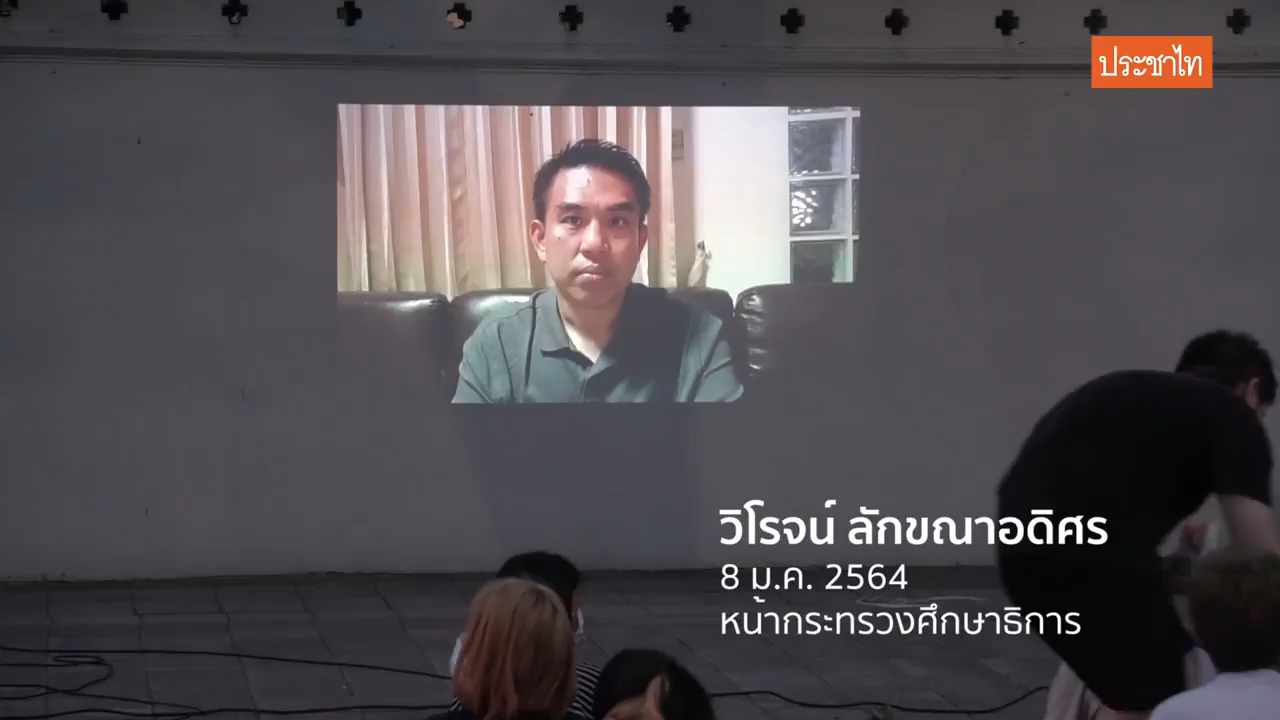 ประชาไท
วิโรจน์ ลักขณาอดิศร
8 ม.ค. 2564
หน้ากระทรวงศึกษาธิการ